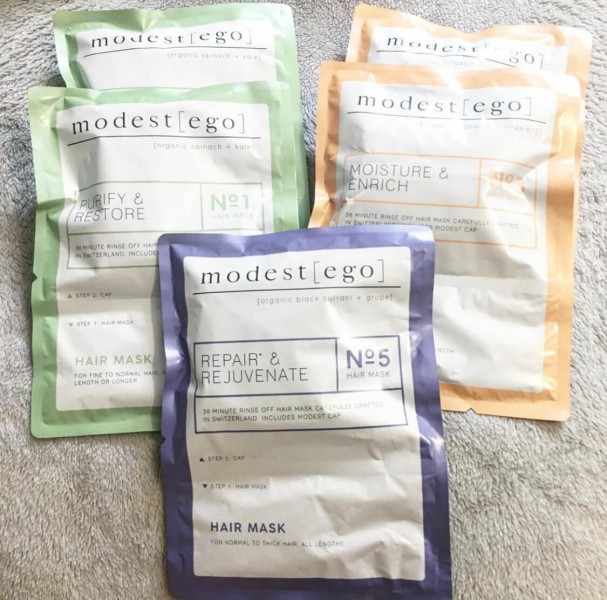 modest[ego]
[organic spinach + kale]
modest[ego]
modest[ego]
[organic spinach + kale]
PURIFY &
RESTORE
Nº1
HAIR MASK
30 MINUTE RINSE OFF HAIR
IN SWITZERLAND. INCLUDES
▲ STEP 2: CAP
▼ STEP 1: HAIR MASK
HAIR MASK
FOR FINE TO NORMAL HAIR,
LENGTH OR LONGER.
modest[ego]
MOISTURE &
ENRICH
30 MINUTE RINSE OFF HAIR MASK CAREFULLY CRAFTED
IN SWITZERLAND. MODEST CAP.
modest[ego]
[organic black currant + grape]
REPAIR* &
REJUVENATE
Nº5
HAIR MASK
30 MINUTE RINSE OFF HAIR MASK CAREFULLY CRAFTED
IN SWITZERLAND. INCLUDES MODEST CAP.
▲ STEP 2: CAP
▼ STEP 1: HAIR MASK
HAIR MASK
FOR NORMAL TO THICK HAIR, ALL LENGTHS.